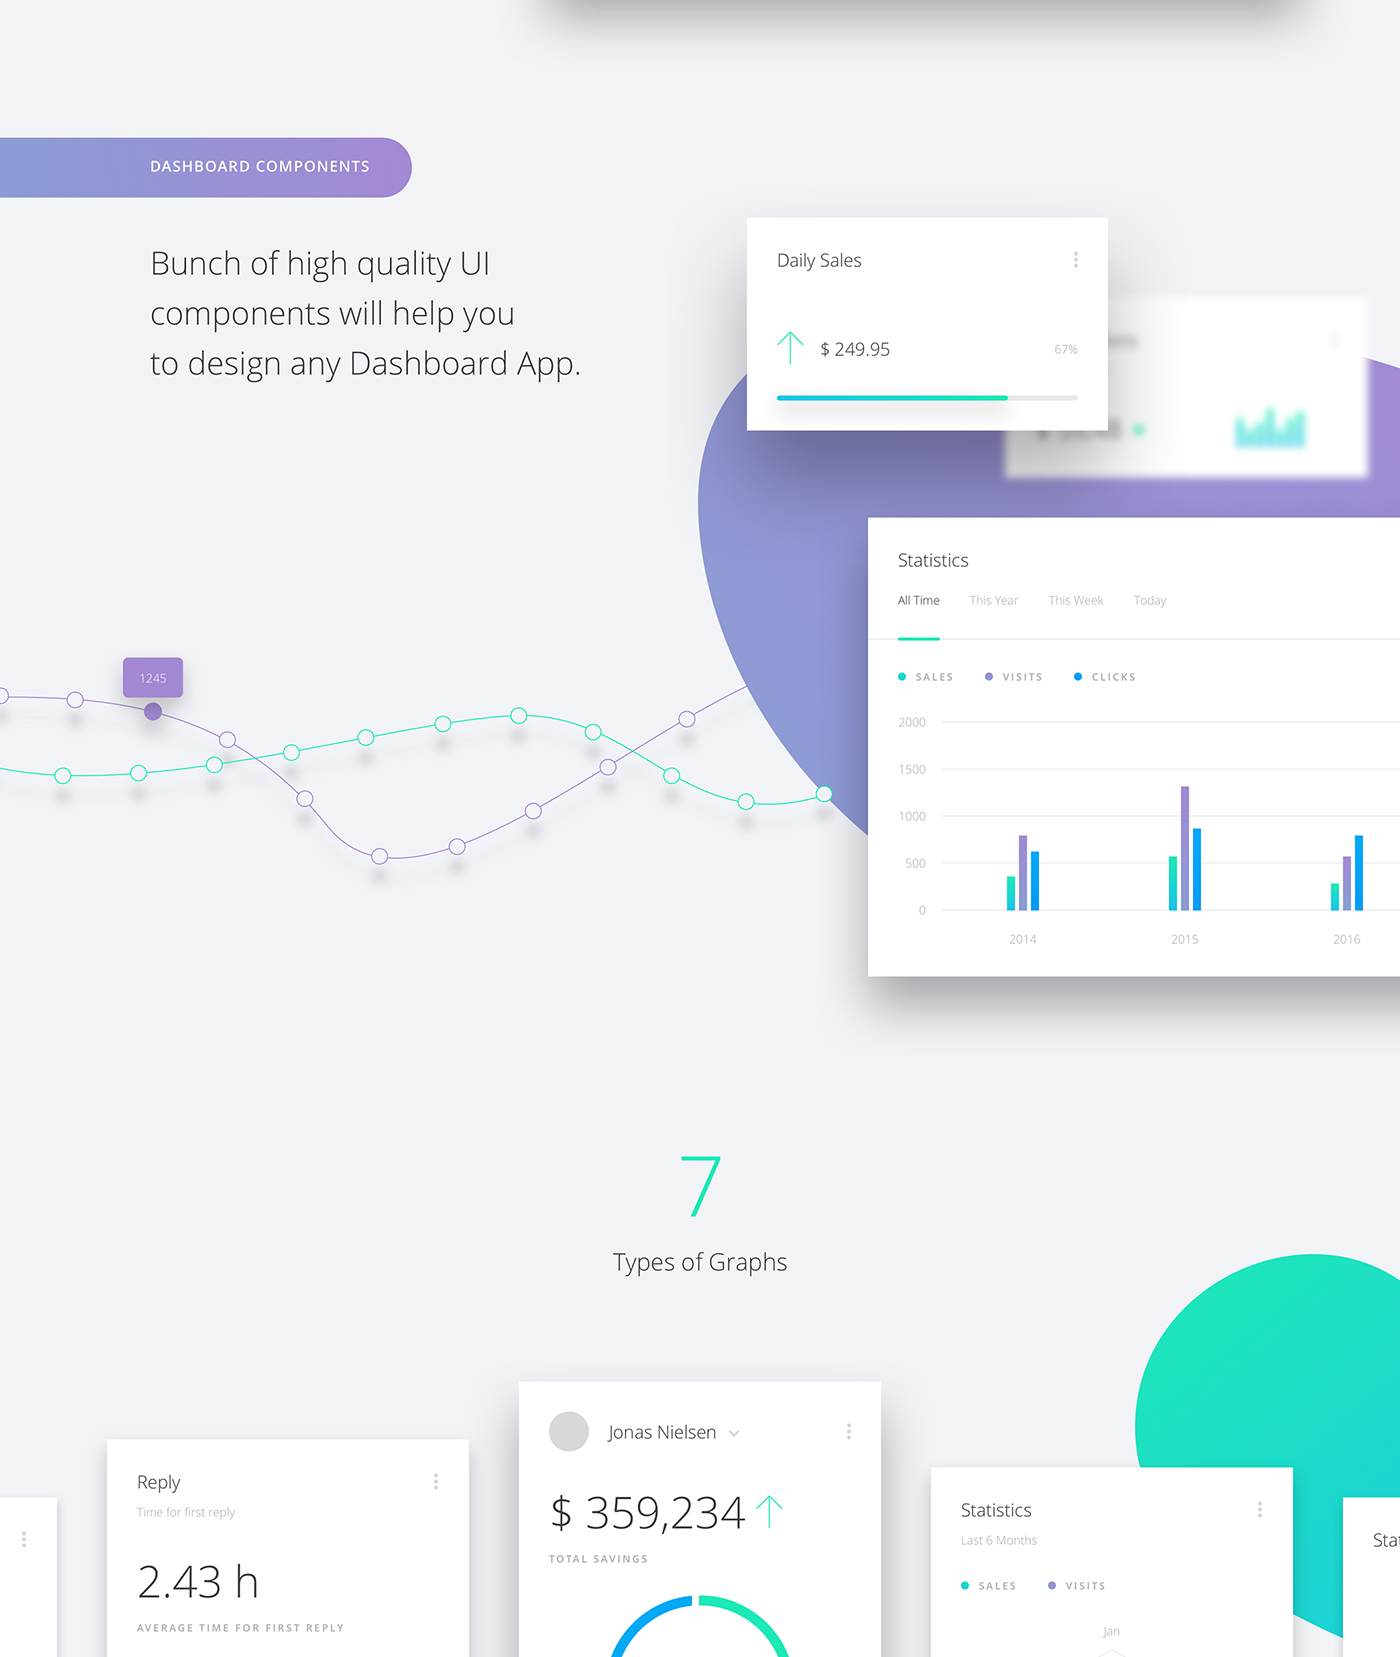 DASHBOARD COMPONENTS
Bunch of high quality UI
components will help you
to design any Dashboard App.
Daily Sales
$ 249.95
67%
Statistics
All Time This Year This Week Today
SALES VISITS CLICKS
2000
1500
1000
500
0
2014 2015 2016
1245
7
Types of Graphs
Reply
Time for first reply
2.43 h
AVERAGE TIME FOR FIRST REPLY
Jonas Nielsen
$ 359,234
TOTAL SAVINGS
Statistics
Last 6 Months
SALES VISITS
Jan
Sta